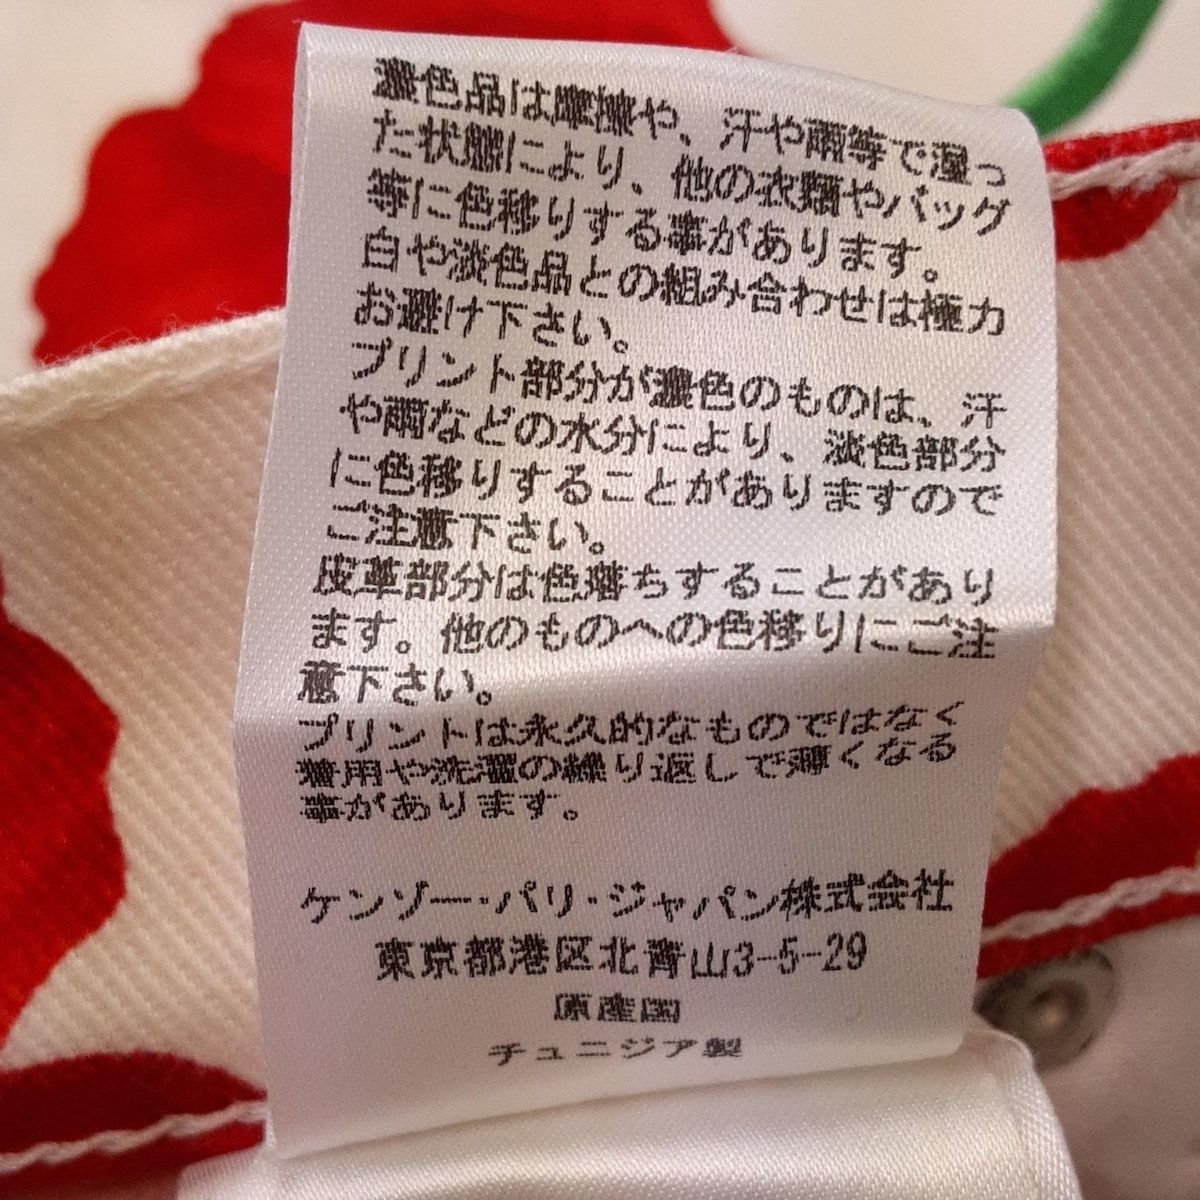 濃色品は摩擦や、汗や雨等で湿っ
た状態により、他の衣類やバッグ
等に色移りする事があります。
白や淡色品との組み合わせは極力
お避け下さい。
プリント部分が濃色のものは、汗
や雨などの水分により、淡色部分
に色移りすることがありますので
ご注意下さい。
皮革部分は色落ちすることがあり
ます。他のものへの色移りにご注
意下さい。
プリントは永久的なものではなく
着用や洗濯の繰り返しで薄くなる
事があります。
ケンゾー・パリ・ジャパン株式会社
東京都港区北青山3-5-29
原産国
チュニジア製